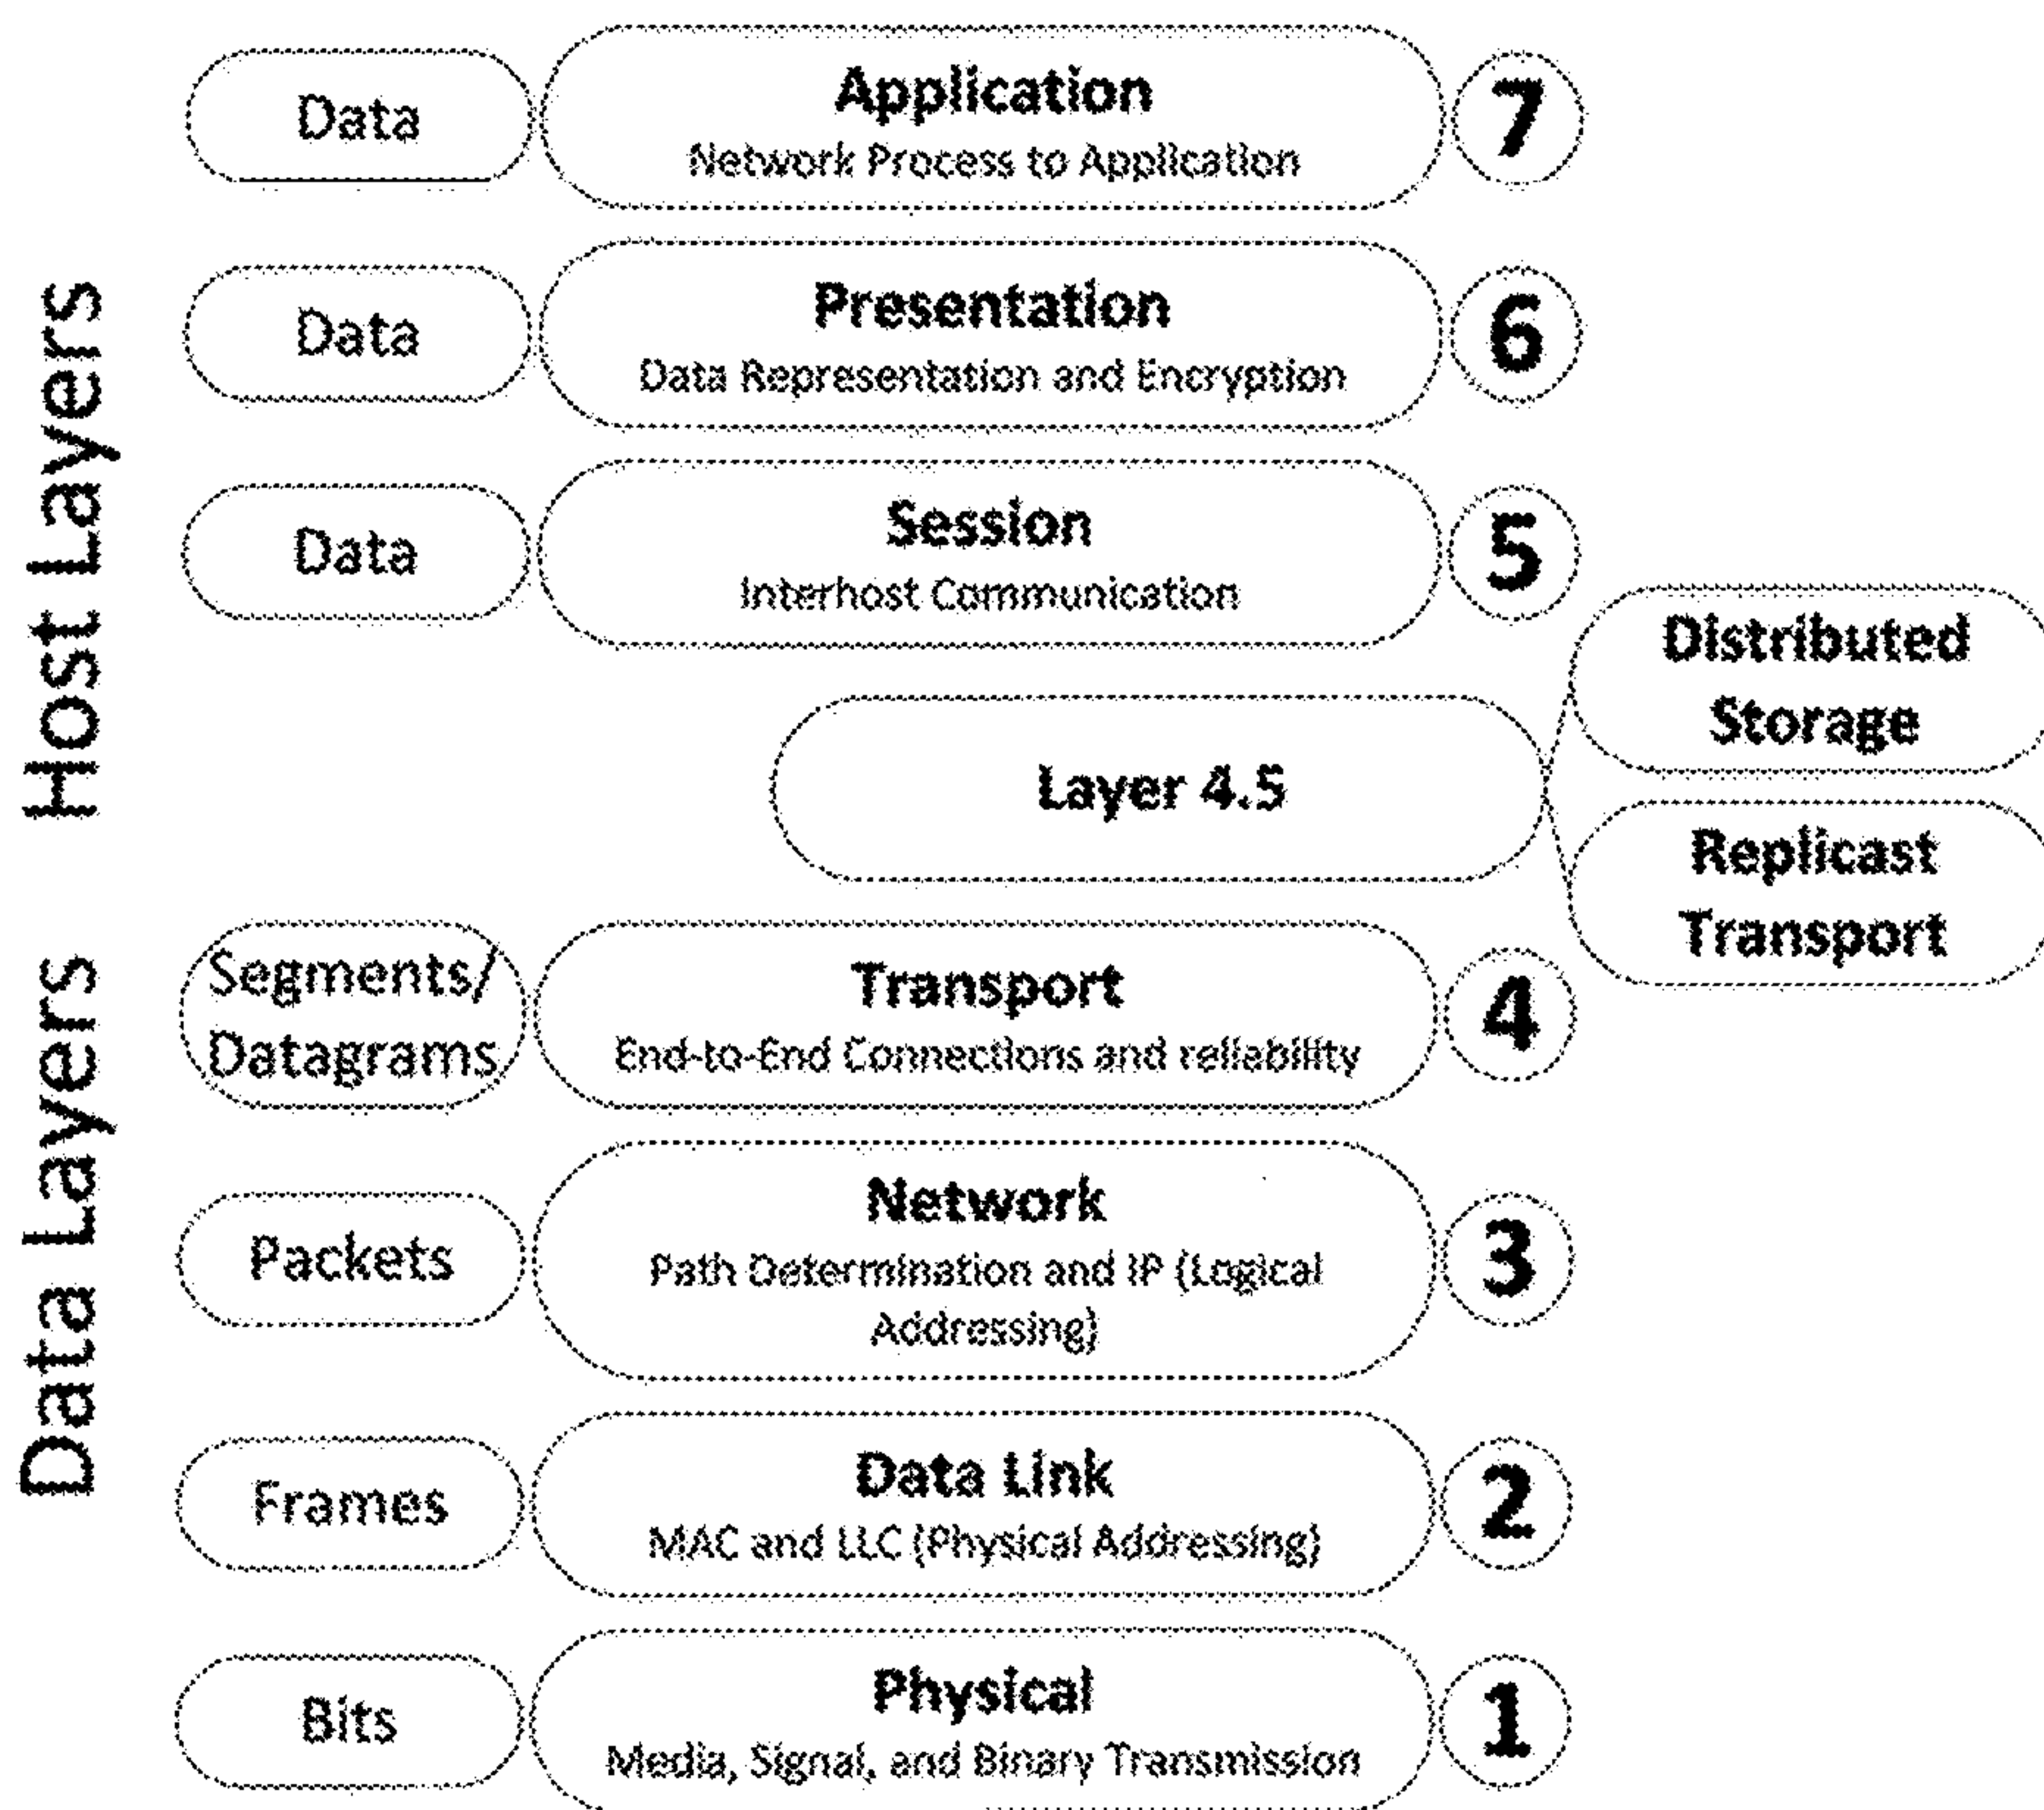 Host Layers
Data
Application
Network Process to Application
7
Data
Presentation
Data Representation and Encryption
6
Data
Session
Interhost Communication
5
Layer 4.5
Distributed
Storage
Replicast
Transport
Data Layers
Segments/
Datagrams
Transport
End-to-End Connections and reliability
4
Packets
Network
Path Determination and IP (Logical
Addressing)
3
Frames
Data Link
MAC and LLC (Physical Addressing)
2
Bits
Physical
Media, Signal, and Binary Transmission
1